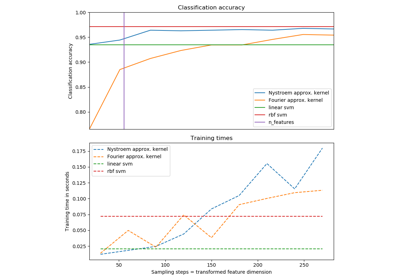 Classification accuracy
1.00
0.95
0.90
0.85
0.80
Classification accuracy
Nystroem approx. kernel
Fourier approx. kernel
linear svm
rbf svm
n_features
Training times
0.175
0.150
0.125
0.100
0.075
0.050
0.025
Training time in seconds
Nystroem approx. kernel
Fourier approx. kernel
linear svm
rbf svm
50 100 150 200 250
Sampling steps = transformed feature dimension